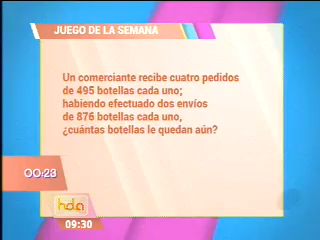 JUEGO DE LA SEMANA
Un comerciante recibe cuatro pedidos
de 495 botellas cada uno;
habiendo efectuado dos envíos
de 876 botellas cada uno,
¿cuántas botellas le quedan aún?
00:23
hda
09:30